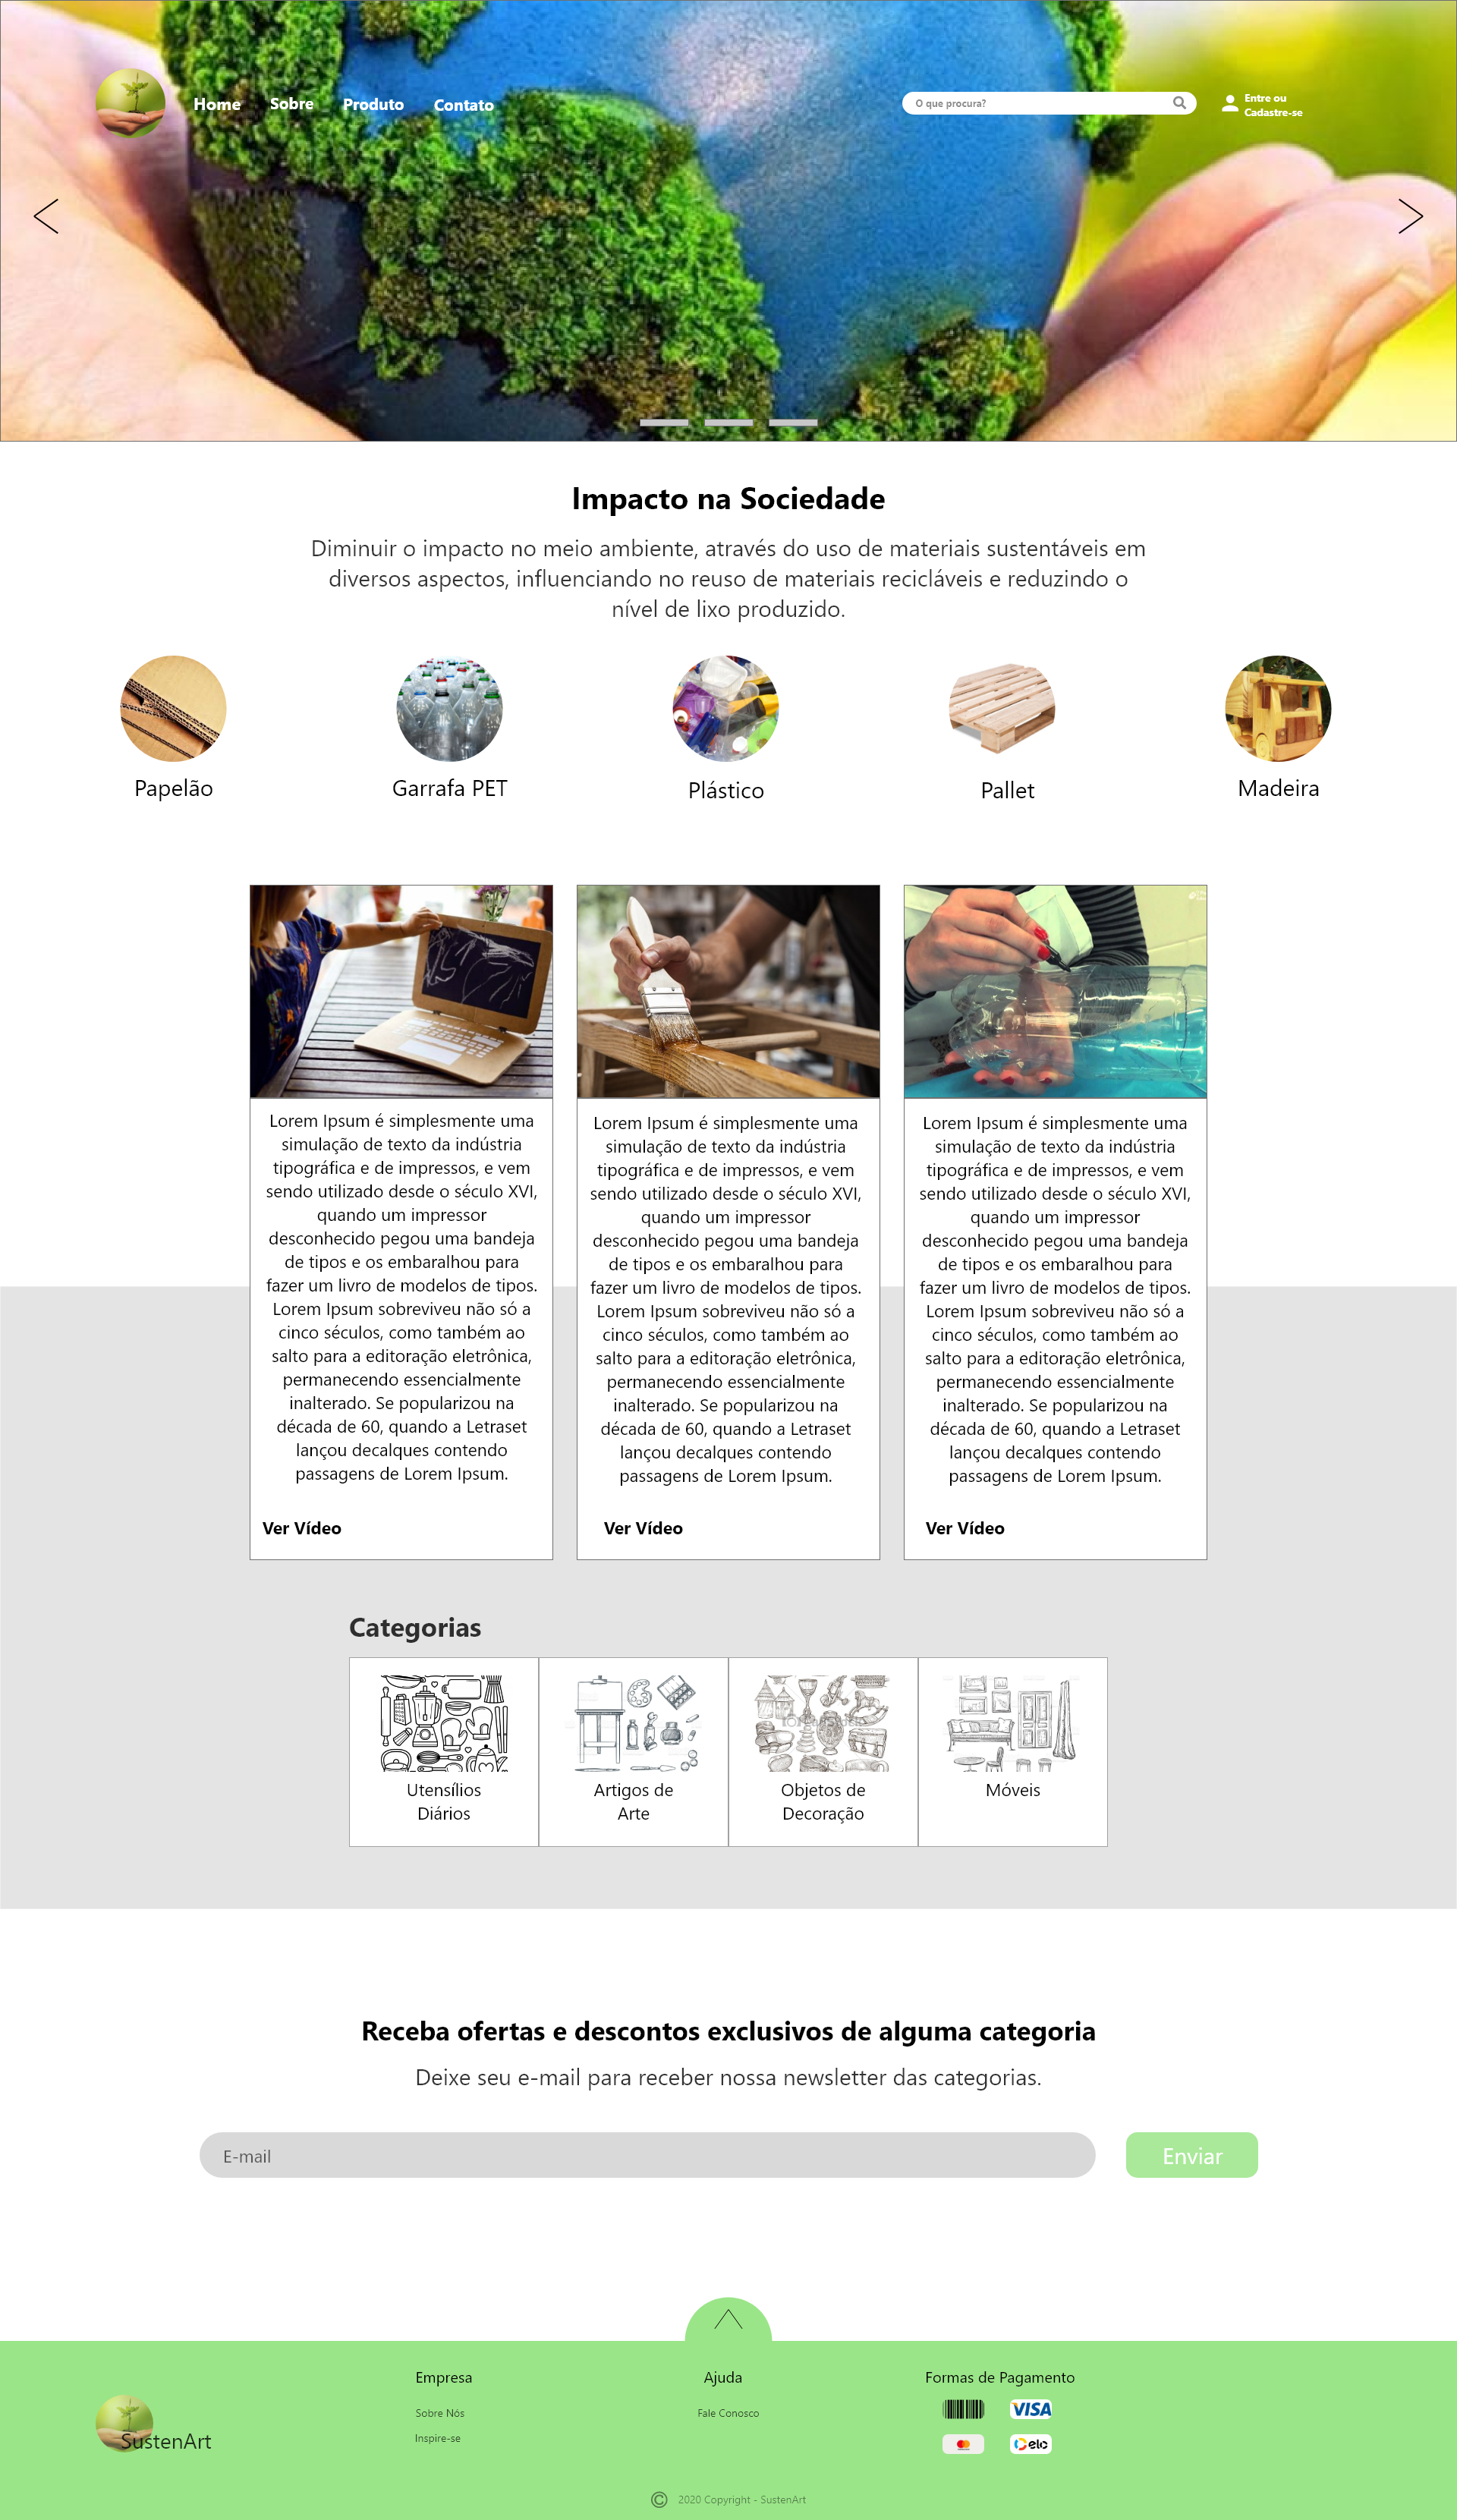 Home Sobre Produto Contato
O que procura?
Entre ou
Cadastre-se
Impacto na Sociedade
Diminuir o impacto no meio ambiente, através do uso de materiais sustentáveis em
diversos aspectos, influenciando no reuso de materiais recicláveis e reduzindo o
nível de lixo produzido.
Papelão
Garrafa PET
Plástico
Pallet
Madeira
Lorem Ipsum é simplesmente uma
simulação de texto da indústria
tipográfica e de impressos, e vem
sendo utilizado desde o século XVI,
quando um impressor
desconhecido pegou uma bandeja
de tipos e os embaralhou para
fazer um livro de modelos de tipos.
Lorem Ipsum sobreviveu não só a
cinco séculos, como também ao
salto para a editoração eletrônica,
permanecendo essencialmente
inalterado. Se popularizou na
década de 60, quando a Letraset
lançou decalques contendo
passagens de Lorem Ipsum.
Ver Vídeo
Lorem Ipsum é simplesmente uma
simulação de texto da indústria
tipográfica e de impressos, e vem
sendo utilizado desde o século XVI,
quando um impressor
desconhecido pegou uma bandeja
de tipos e os embaralhou para
fazer um livro de modelos de tipos.
Lorem Ipsum sobreviveu não só a
cinco séculos, como também ao
salto para a editoração eletrônica,
permanecendo essencialmente
inalterado. Se popularizou na
década de 60, quando a Letraset
lançou decalques contendo
passagens de Lorem Ipsum.
Ver Vídeo
Lorem Ipsum é simplesmente uma
simulação de texto da indústria
tipográfica e de impressos, e vem
sendo utilizado desde o século XVI,
quando um impressor
desconhecido pegou uma bandeja
de tipos e os embaralhou para
fazer um livro de modelos de tipos.
Lorem Ipsum sobreviveu não só a
cinco séculos, como também ao
salto para a editoração eletrônica,
permanecendo essencialmente
inalterado. Se popularizou na
década de 60, quando a Letraset
lançou decalques contendo
passagens de Lorem Ipsum.
Ver Vídeo
Categorias
Utensílios
Diários
Artigos de
Arte
Objetos de
Decoração
Móveis
Receba ofertas e descontos exclusivos de alguma categoria
Deixe seu e-mail para receber nossa newsletter das categorias.
E-mail
Enviar
SustenArt
Empresa
Sobre Nós
Inspire-se
Ajuda
Fale Conosco
Formas de Pagamento
VISA
elo
© 2020 Copyright - SustenArt